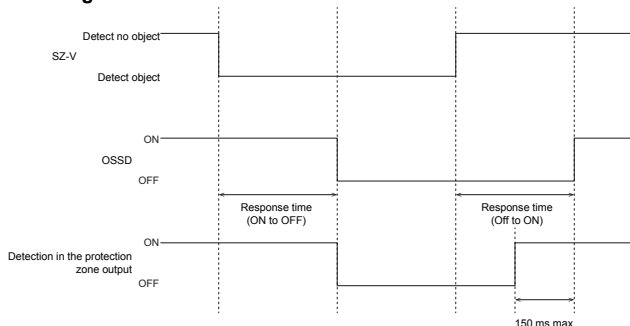 Detect no object
SZ-V
Detect object
ON
OSSD
OFF
Response time
(ON to OFF)
Response time
(Off to ON)
ON
Detection in the protection
zone output
OFF
150 ms max